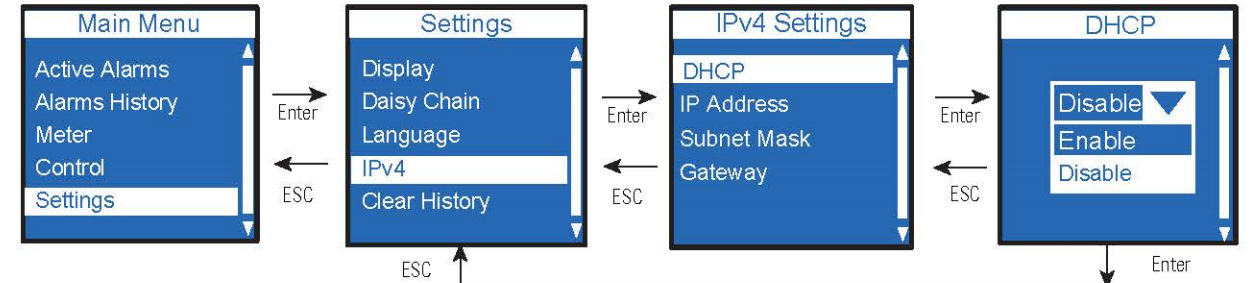 Main Menu
Active Alarms
Alarms History
Meter
Control
Settings
Enter
ESC
Settings
Display
Daisy Chain
Language
IPv4
Clear History
Enter
ESC
IPv4 Settings
DHCP
IP Address
Subnet Mask
Gateway
Enter
ESC
DHCP
Disable
Enable
Disable
ESC
Enter